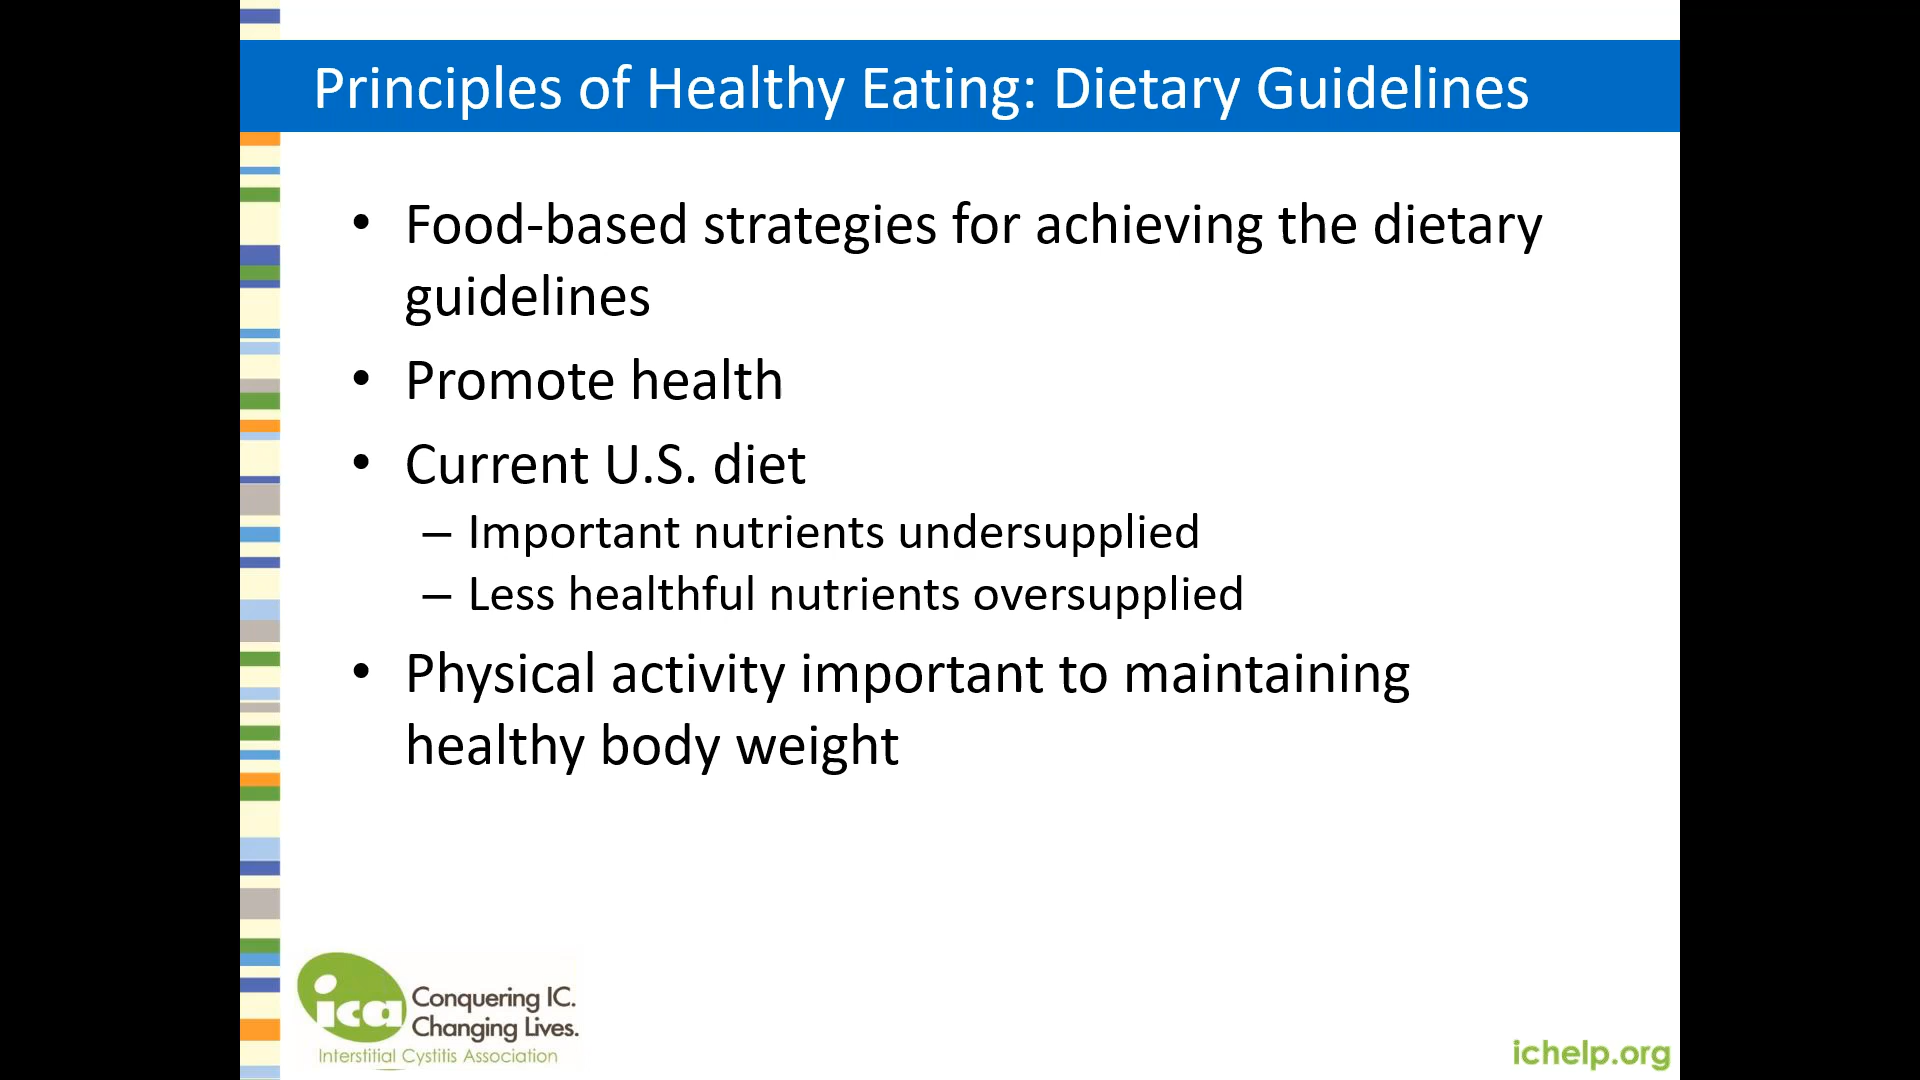 Principles of Healthy Eating: Dietary Guidelines
• Food-based strategies for achieving the dietary
guidelines
• Promote health
• Current U.S. diet
– Important nutrients undersupplied
– Less healthful nutrients oversupplied
• Physical activity important to maintaining
healthy body weight
ica
Conquering IC.
Changing Lives.
Interstitial Cystitis Association
ichelp.org